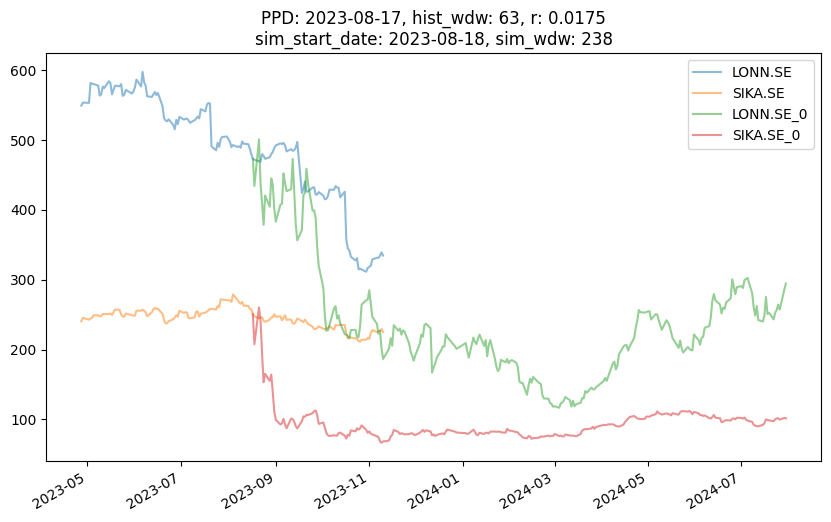 PPD: 2023-08-17, hist_wdw: 63, r: 0.0175
sim_start_date: 2023-08-18, sim_wdw: 238
LONN.SE
SIKA.SE
LONN.SE_0
SIKA.SE_0
600
500
400
300
200
100
2023-05
2023-07
2023-09
2023-11
2024-01
2024-03
2024-05
2024-07